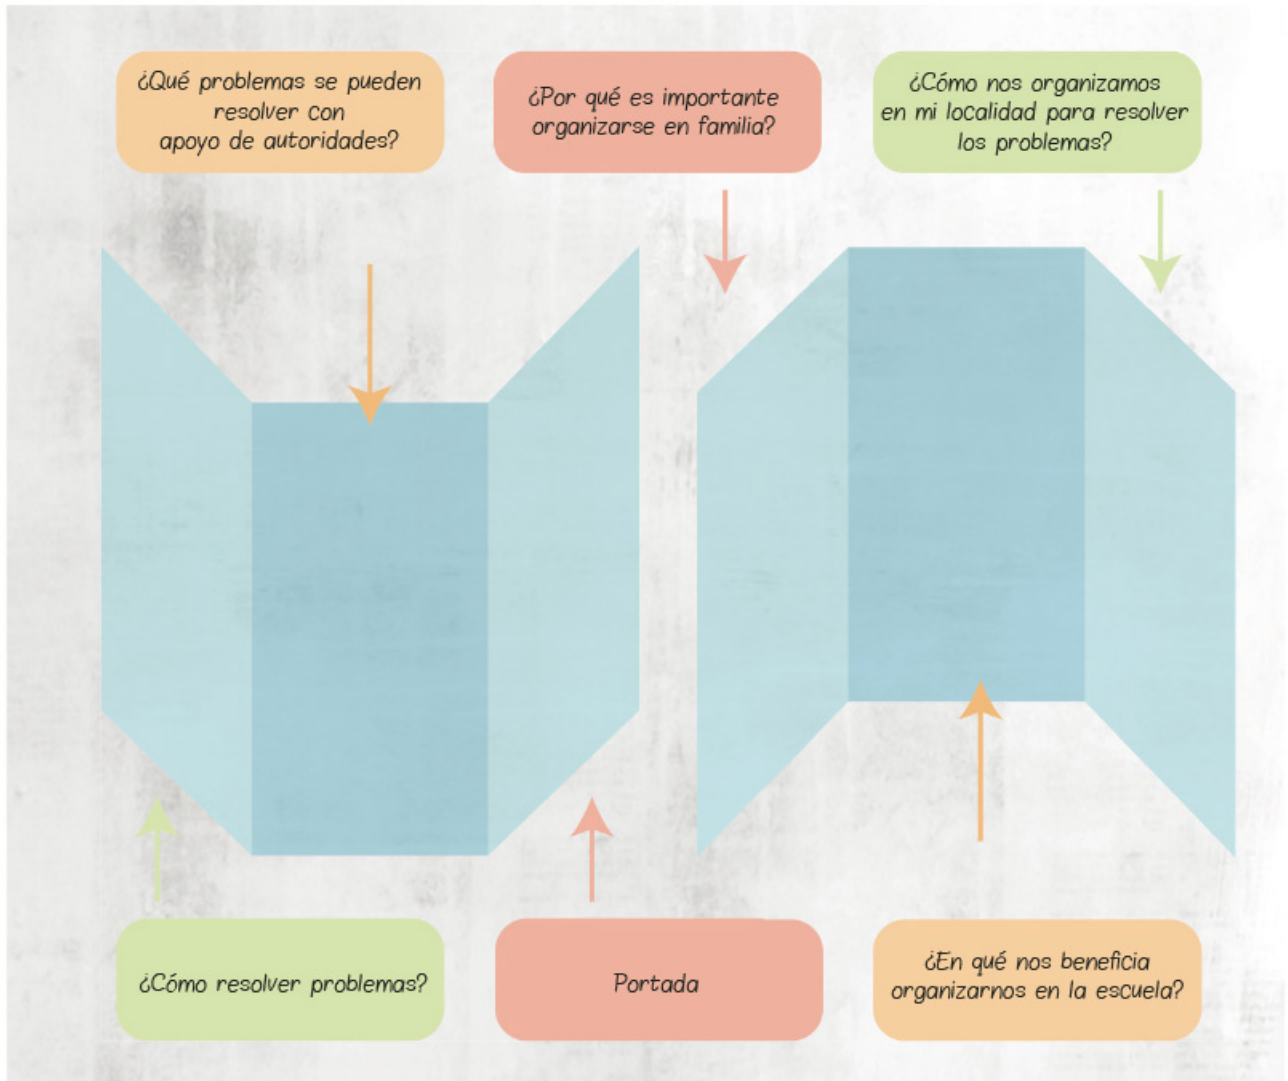 ¿Qué problemas se pueden
resolver con
apoyo de autoridades?
¿Por qué es importante
organizarse en familia?
¿Cómo nos organizamos
en mi localidad para resolver
los problemas?
¿Cómo resolver problemas?
Portada
¿En qué nos beneficia
organizarnos en la escuela?